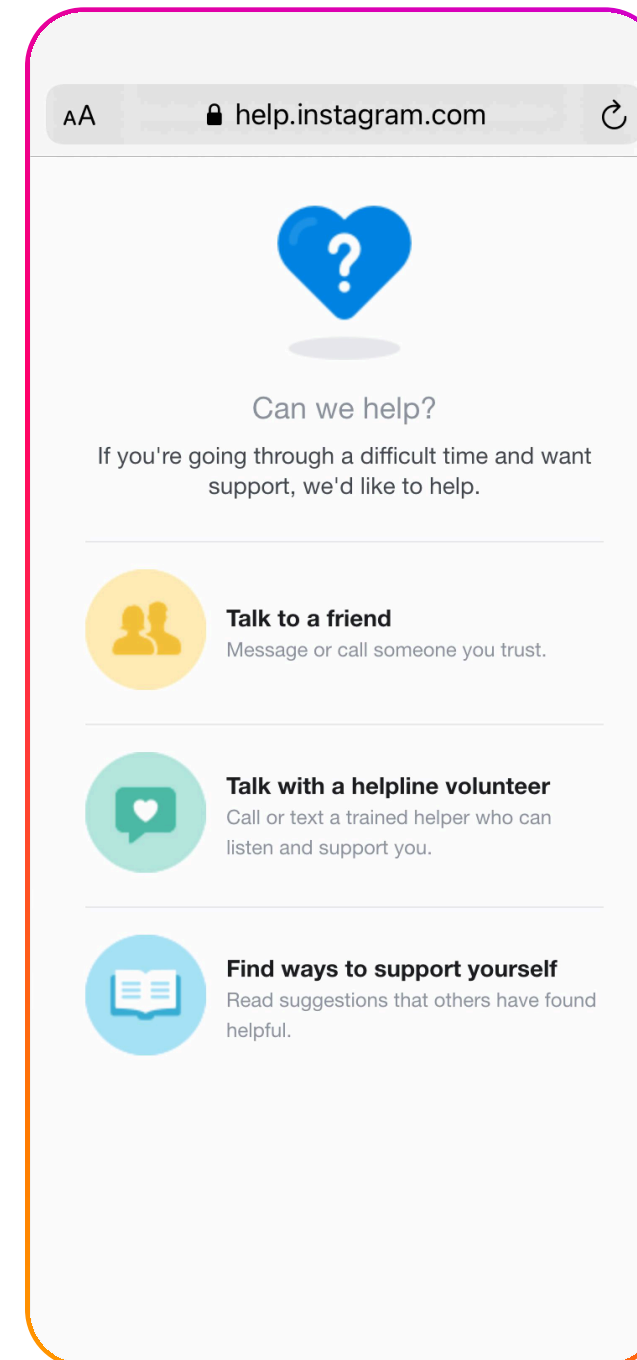 AA help.instagram.com
?
Can we help?
If you're going through a difficult time and want
support, we'd like to help.
Talk to a friend
Message or call someone you trust.
Talk with a helpline volunteer
Call or text a trained helper who can
listen and support you.
Find ways to support yourself
Read suggestions that others have found
helpful.